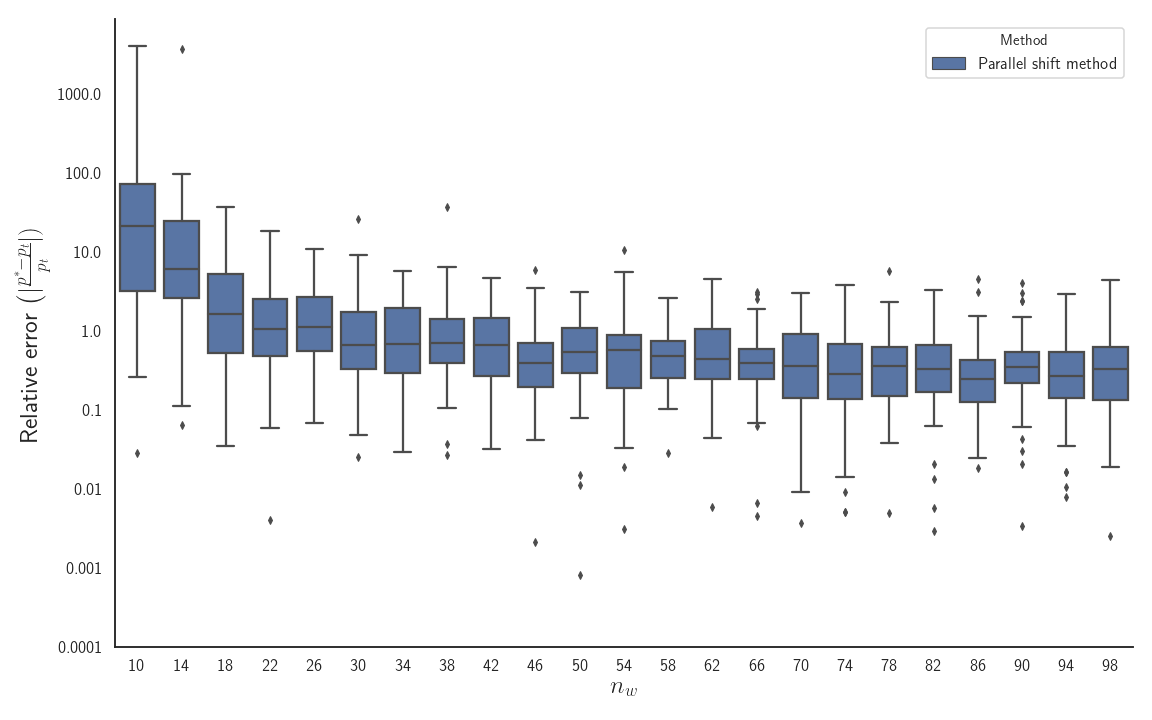 Method
Parallel shift method
Relative error (|\frac{p^*-p_t}{p_t}|)
1000.0
100.0
10.0
1.0
0.1
0.01
0.001
0.0001
10 14 18 22 26 30 34 38 42 46 50 54 58 62 66 70 74 78 82 86 90 94 98
n_w